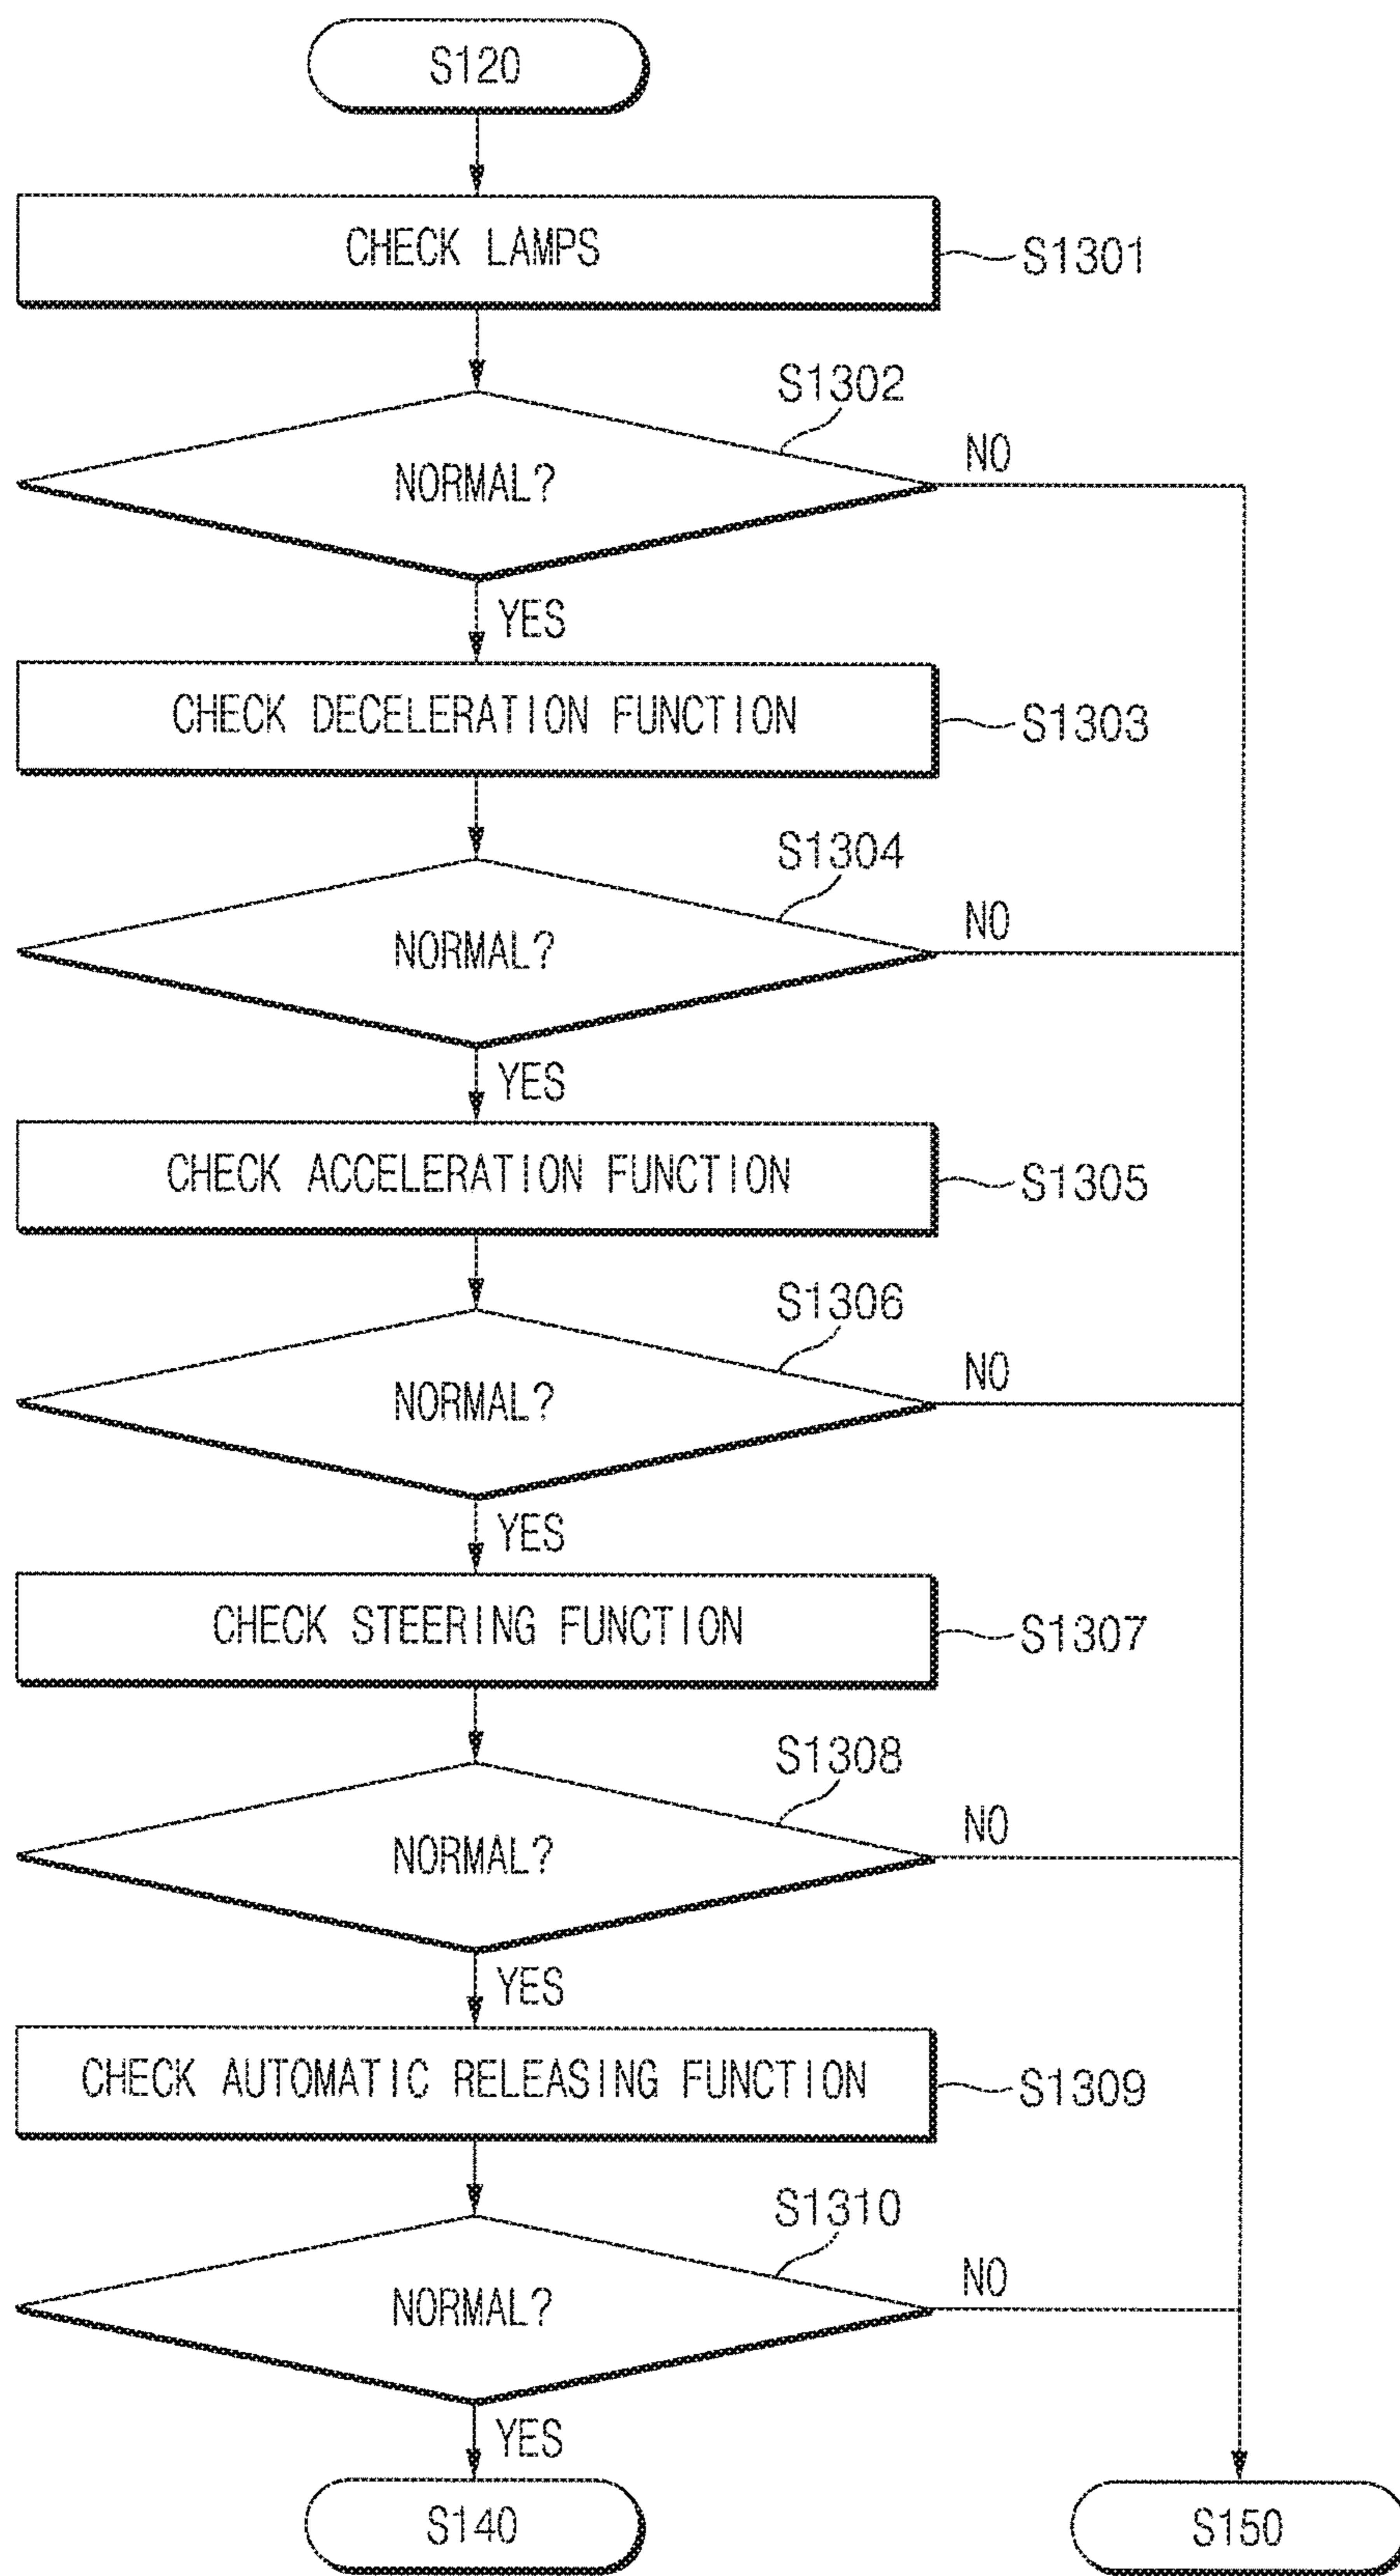 S120
CHECK LAMPS
S1301
S1302
NORMAL?
NO
YES
CHECK DECELERATION FUNCTION
S1303
S1304
NORMAL?
NO
YES
CHECK ACCELERATION FUNCTION
S1305
S1306
NORMAL?
NO
YES
CHECK STEERING FUNCTION
S1307
S1308
NORMAL?
NO
YES
CHECK AUTOMATIC RELEASING FUNCTION
S1309
S1310
NORMAL?
NO
YES
S140
S150